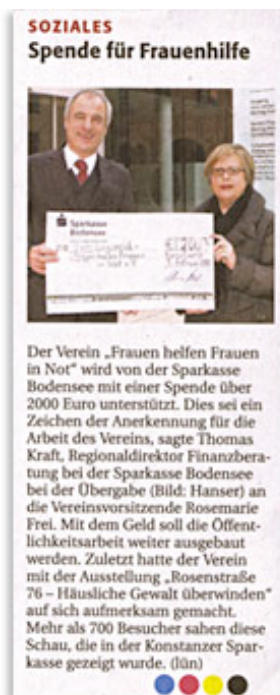 SOZIALES
Spende für Frauenhilfe
Sparkasse
Bodensee
Der Verein „Frauen helfen Frauen
in Not“ wird von der Sparkasse
Bodensee mit einer Spende über
2000 Euro unterstützt. Dies sei ein
Zeichen der Anerkennung für die
Arbeit des Vereins, sagte Thomas
Kraft, Regionaldirektor Finanzbera-
tung bei der Sparkasse Bodensee
bei der Übergabe (Bild: Hanser) an
die Vereinsvorsitzende Rosemarie
Frei. Mit dem Geld soll die Öffent-
lichkeitsarbeit weiter ausgebaut
werden. Zuletzt hatte der Verein
mit der Ausstellung „Rosenstraße
76 – Häusliche Gewalt überwinden“
auf sich aufmerksam gemacht.
Mehr als 700 Besucher sahen diese
Schau, die in der Konstanzer Spar-
kasse gezeigt wurde. (lün)